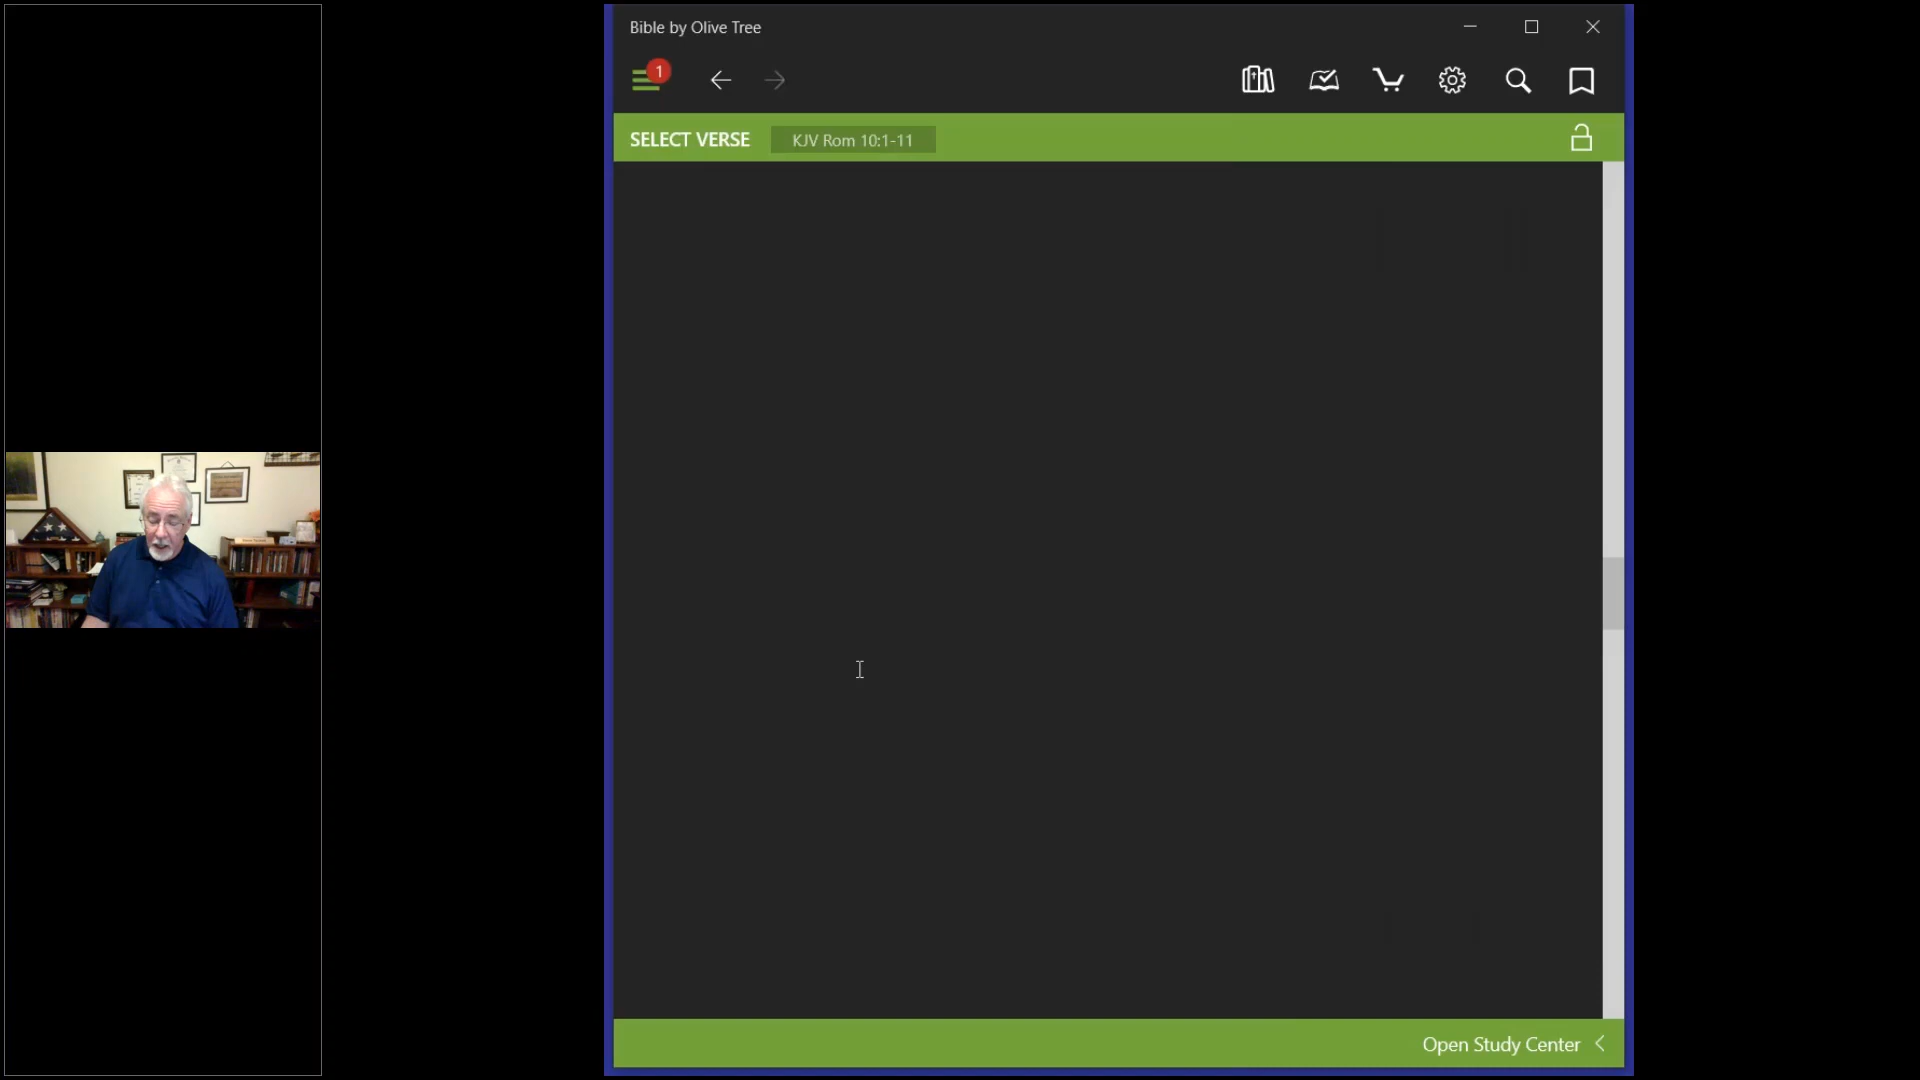 Bible by Olive Tree
1
SELECT VERSE
KJV Rom 10:1-11
Open Study Center